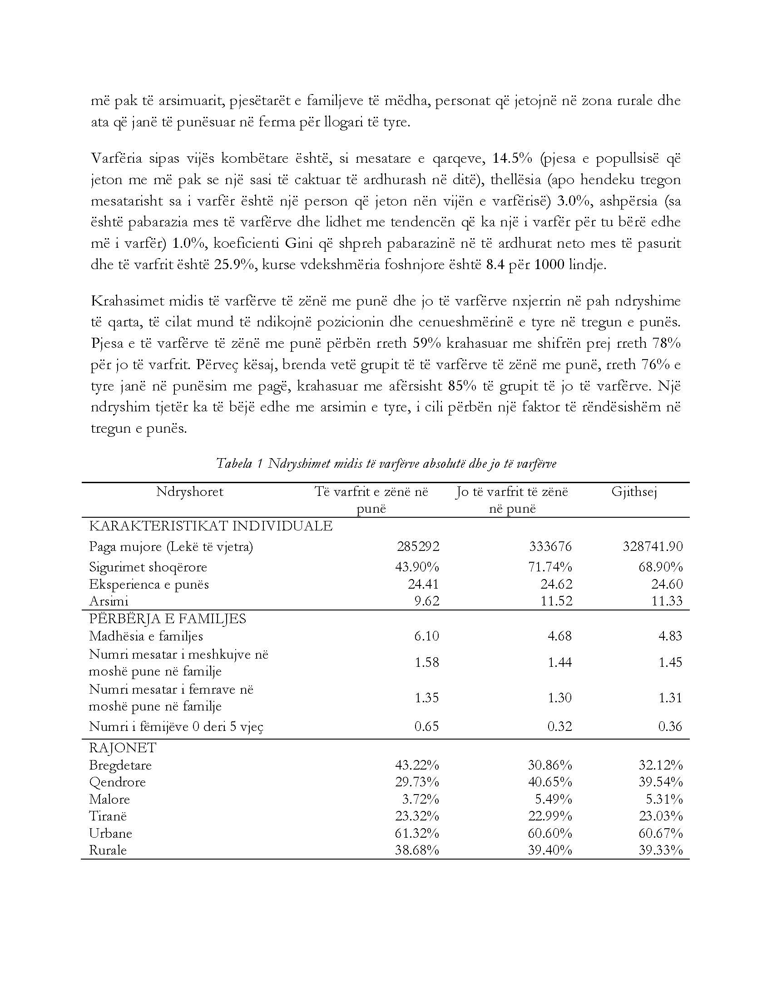 më pak të arsimuarit, pjesëtarët e familjeve të mëdha, personat që jetojnë në zona rurale dhe
ata që janë të punësuar në ferma për llogari të tyre.
Varfëria sipas vijës kombëtare është, si mesatare e qarqeve, 14.5% (pjesa e popullsisë që
jeton me më pak se një sasi të caktuar të ardhurash në ditë), thellësia (apo hendeku tregon
mesatarisht sa i varfër është një person që jeton nën vijën e varfërisë) 3.0%, ashpërsia (sa
është pabarazia mes të varfërve dhe lidhet me tendencën që ka një i varfër për tu bërë edhe
më i varfër) 1.0%, koeficienti Gini që shpreh pabarazinë në të ardhurat neto mes të pasurit
dhe të varfrit është 25.9%, kurse vdekshmëria foshnjore është 8.4 për 1000 lindje.
Krahasimet midis të varfërve të zënë me punë dhe jo të varfërve nxjerrin në pah ndryshime
të qarta, të cilat mund të ndikojnë pozicionin dhe cenueshmërinë e tyre në tregun e punës.
Pjesa e të varfërve të zënë me punë përbën rreth 59% krahasuar me shifrën prej rreth 78%
për jo të varfrit. Përveç kësaj, brenda vetë grupit të të varfërve të zënë me punë, rreth 76% e
tyre janë në punësim me pagë, krahasuar me afërsisht 85% të grupit të jo të varfërve. Një
ndryshim tjetër ka të bëjë edhe me arsimin e tyre, i cili përbën një faktor të rëndësishëm në
tregun e punës.
Tabela 1 Ndryshimet midis të varfërve absolutë dhe jo të varfërve
Ndryshoret Të varfrit e zënë në Jo të varfrit të zënë Gjithsej
punë në punë
KARAKTERISTIKAT INDIVIDUALE
Paga mujore (Lekë të vjetra) 285292 333676 328741.90
Sigurimet shoqërore 43.90% 71.74% 68.90%
Eksperienca e punës 24.41 24.62 24.60
Arsimi 9.62 11.52 11.33
PËRBËRJA E FAMILJES
Madhësia e familjes 6.10 4.68 4.83
Numri mesatar i meshkujve në
moshë pune në familje 1.58 1.44 1.45
Numri mesatar i femrave në
moshë pune në familje 1.35 1.30 1.31
Numri i fëmijëve 0 deri 5 vjeç 0.65 0.32 0.36
RAJONET
Bregdetare 43.22% 30.86% 32.12%
Qendrore 29.73% 40.65% 39.54%
Malore 3.72% 5.49% 5.31%
Tiranë 23.32% 22.99% 23.03%
Urbane 61.32% 60.60% 60.67%
Rurale 38.68% 39.40% 39.33%